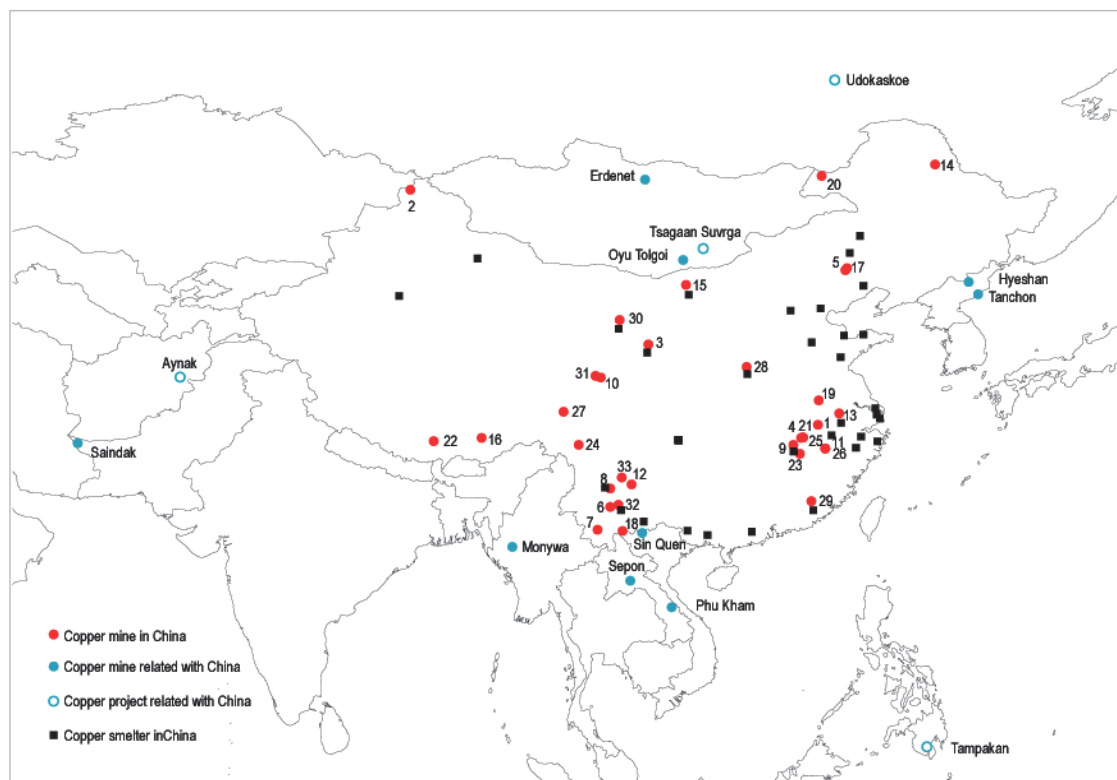 Udokaskoe
14
Erdenet
20
2
Tsagaan Suvrga
Oyu Tolgoi
5 17
15
Hyeshan
Tanchon
30
3
Aynak
28
31 10
19
27
13
4 21 1
22
16
25 11
Saindak
24
9
26
23
33 12
8
29
6 32
7 18
Sin Quen
Monywa
Sepon
Phu Kham
Copper mine in China
Copper mine related with China
Copper project related with China
Copper smelter inChina
Tampakan